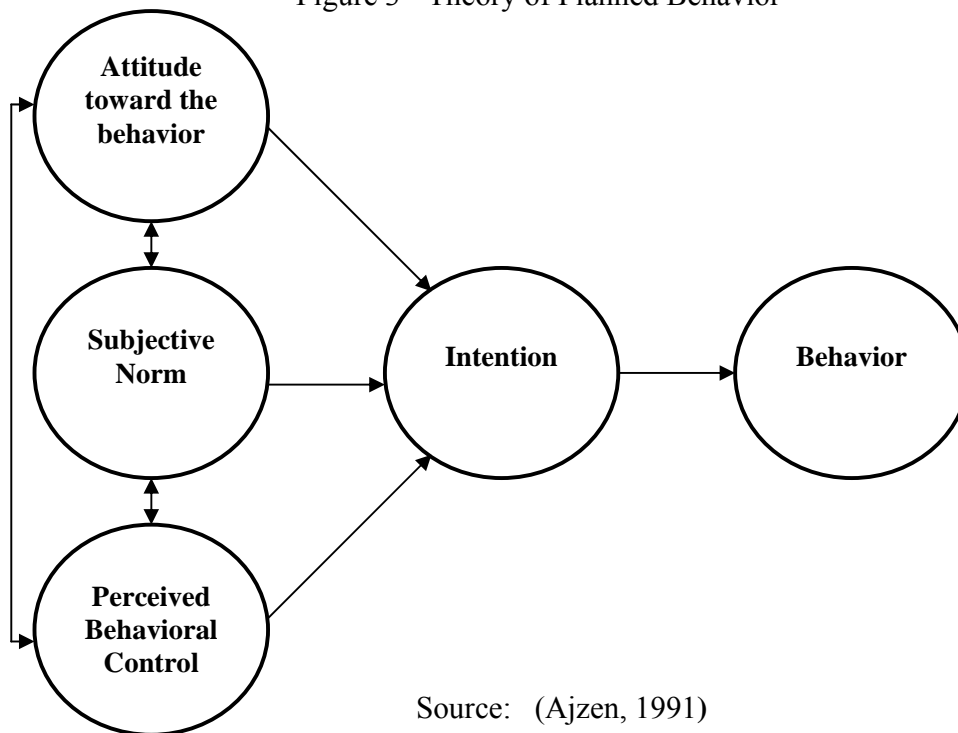 Figure 3 Theory of Planned Behavior
Attitude
toward the
behavior
Subjective
Norm
Intention
Behavior
Perceived
Behavioral
Control
Source: (Ajzen, 1991)